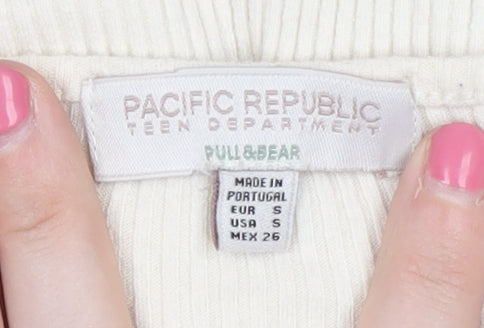 PACIFIC REPUBLIC
TEEN DEPARTMENT
PULL&BEAR
MADE IN
PORTUGAL
EUR S
USA S
MEX 26